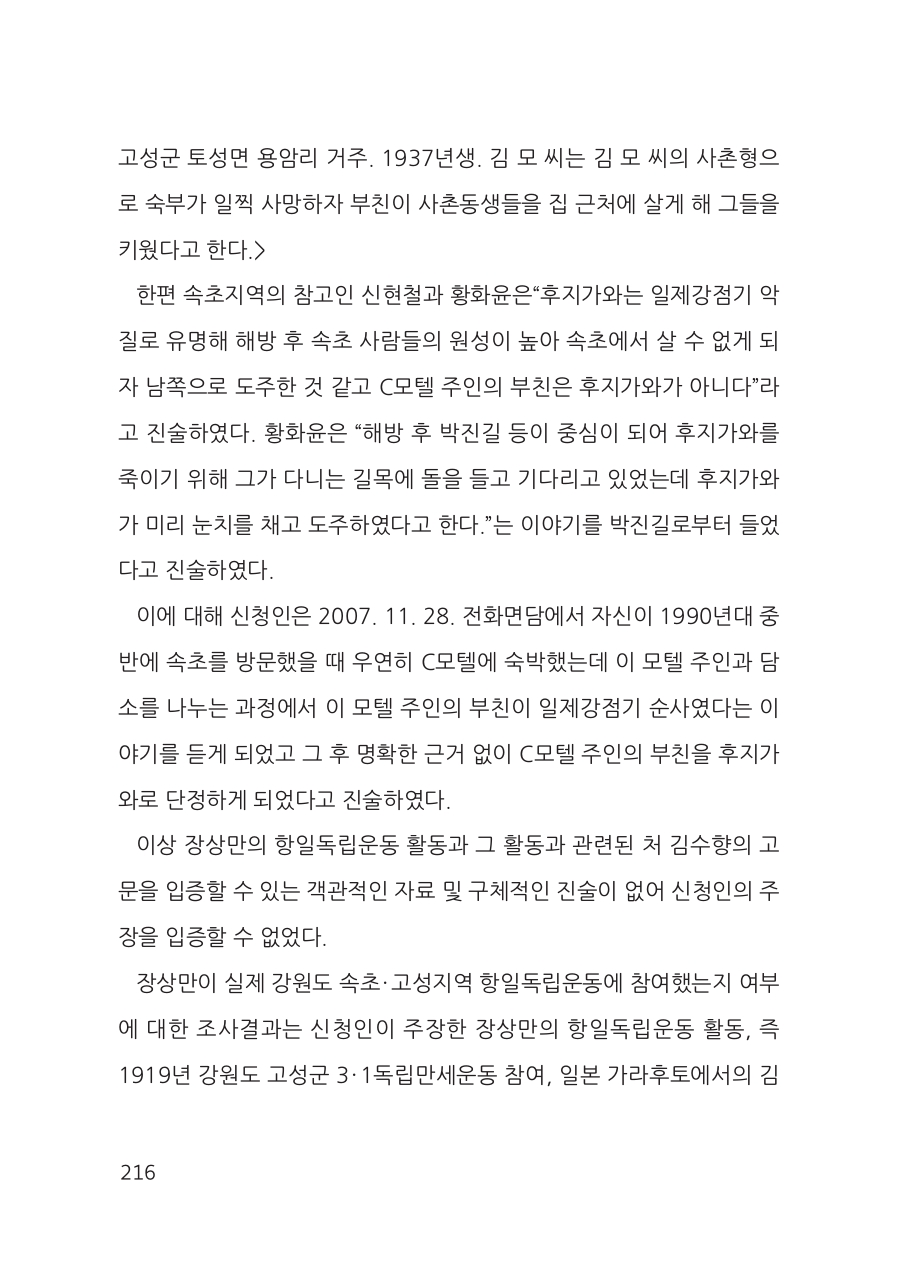 고성군 토성면 용암리 거주. 1937년생. 김 모 씨는 김 모 씨의 사촌형으
로 숙부가 일찍 사망하자 부친이 사촌동생들을 집 근처에 살게 해 그들을
키웠다고 한다.>
한편 속초지역의 참고인 신현철과 황화윤은“후지가와는 일제강점기 악
질로 유명해 해방 후 속초 사람들의 원성이 높아 속초에서 살 수 없게 되
자 남쪽으로 도주한 것 같고 C모텔 주인의 부친은 후지가와가 아니다”라
고 진술하였다. 황화윤은 “해방 후 박진길 등이 중심이 되어 후지가와를
죽이기 위해 그가 다니는 길목에 돌을 들고 기다리고 있었는데 후지가와
가 미리 눈치를 채고 도주하였다고 한다.”는 이야기를 박진길로부터 들었
다고 진술하였다.
이에 대해 신청인은 2007. 11. 28. 전화면담에서 자신이 1990년대 중
반에 속초를 방문했을 때 우연히 C모텔에 숙박했는데 이 모텔 주인과 담
소를 나누는 과정에서 이 모텔 주인의 부친이 일제강점기 순사였다는 이
야기를 듣게 되었고 그 후 명확한 근거 없이 C모텔 주인의 부친을 후지가
와로 단정하게 되었다고 진술하였다.
이상 장상만의 항일독립운동 활동과 그 활동과 관련된 처 김수향의 고
문을 입증할 수 있는 객관적인 자료 및 구체적인 진술이 없어 신청인의 주
장을 입증할 수 없었다.
장상만이 실제 강원도 속초·고성지역 항일독립운동에 참여했는지 여부
에 대한 조사결과는 신청인이 주장한 장상만의 항일독립운동 활동, 즉
1919년 강원도 고성군 3·1독립만세운동 참여, 일본 가라후토에서의 김
216